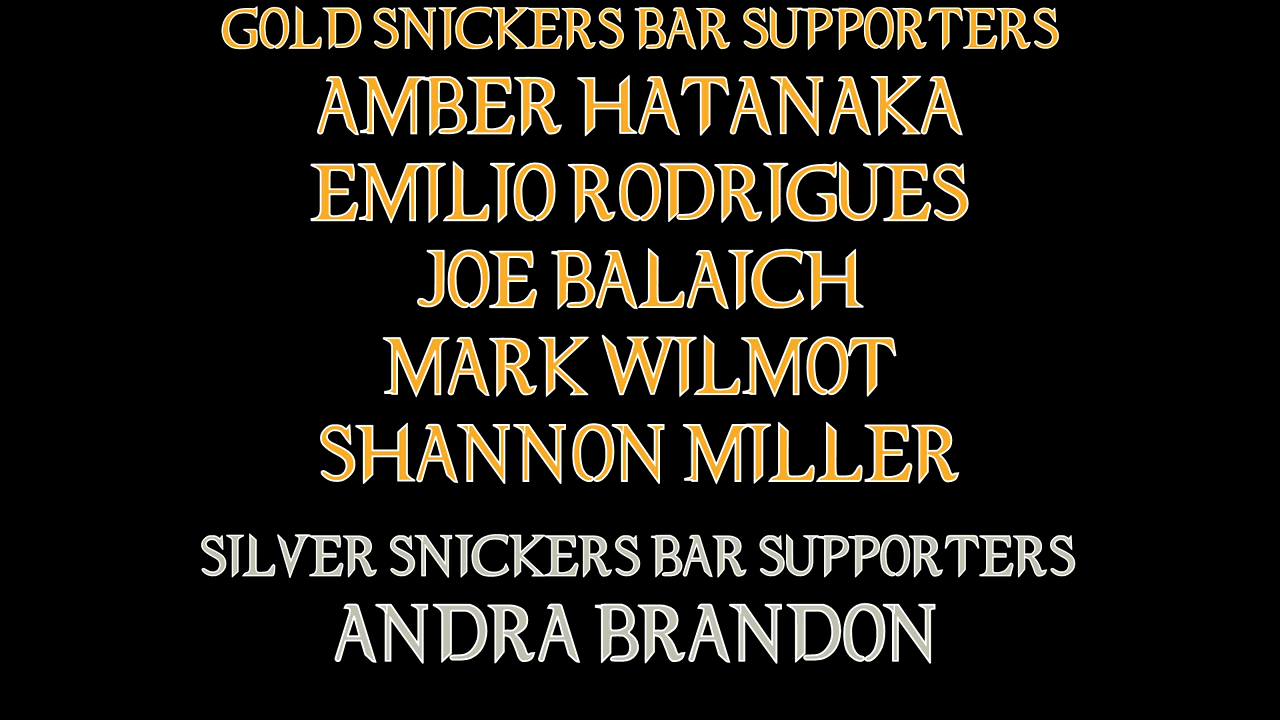 GOLD SNICKERS BAR SUPPORTERS
AMBER HATANAKA
EMILIO RODRIGUES
JOE BALAICH
MARK WILMOT
SHANNON MILLER
SILVER SNICKERS BAR SUPPORTERS
ANDRA BRANDON